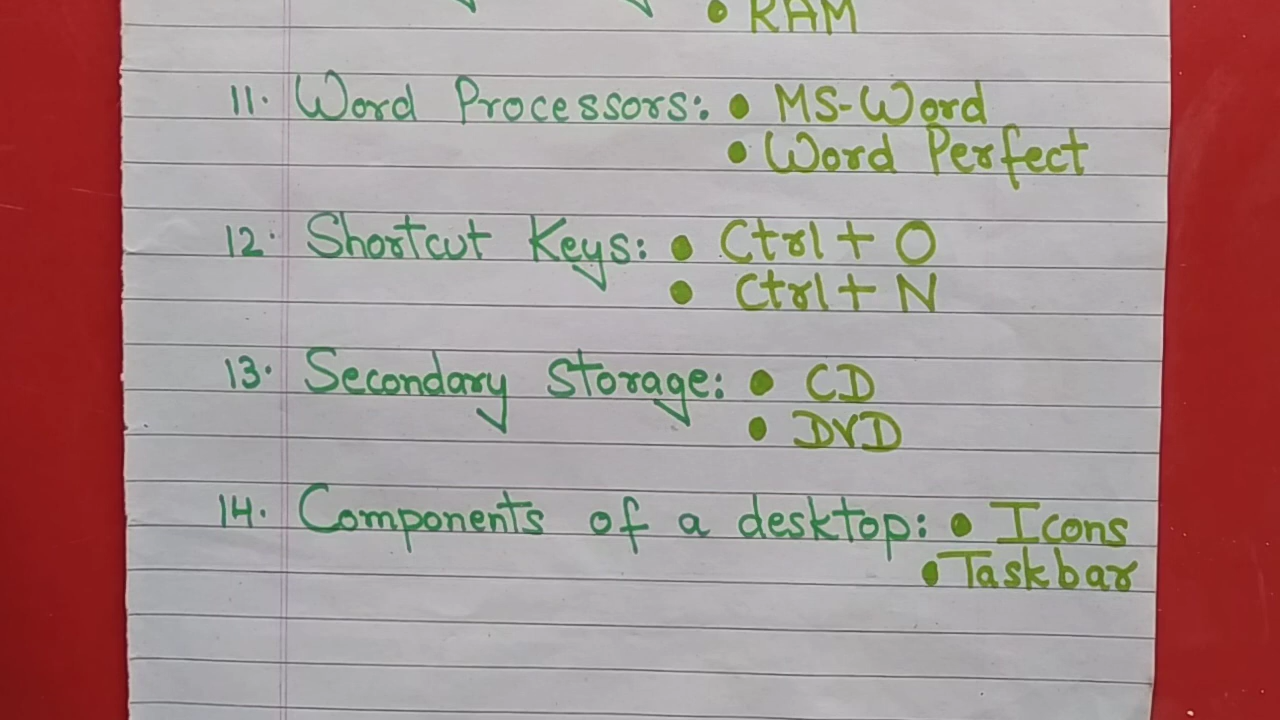 • RAM
11. Word Processors: • MS-Word
• Word Perfect
12. Shortcut Keys: • Ctrl + O
• Ctrl + N
13. Secondary Storage: • CD
• DVD
14. Components of a desktop: • Icons
• Taskbar